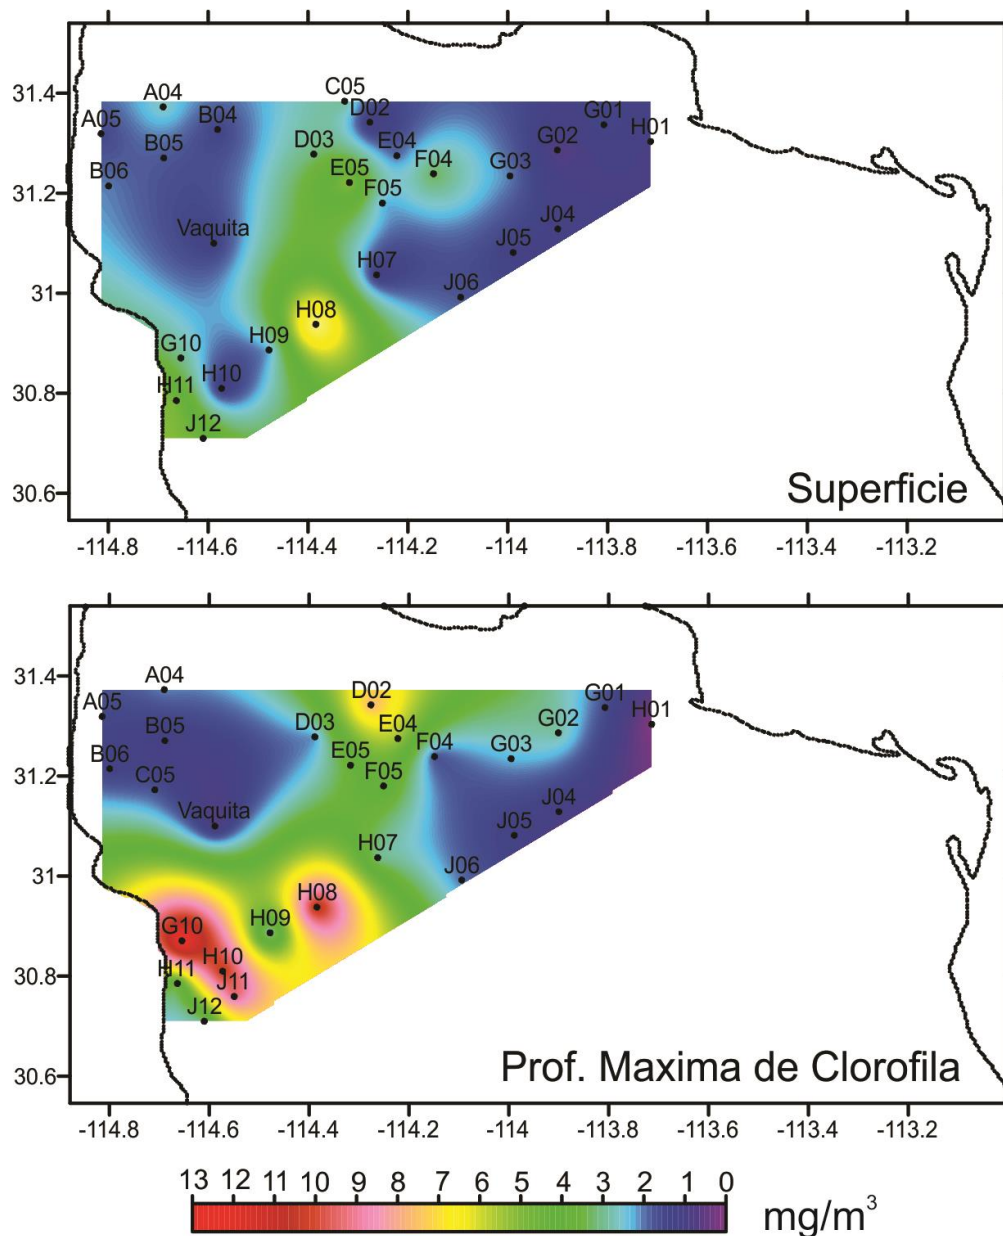 31.4
31.2
31
30.8
30.6
A04
C05
A05
B04
D02
G01
B05
D03
E04
G02
H01
B06
E05
F04
G03
F05
Vaquita
J04
H07
J05
J06
H08
G10
H09
H11
H10
J12
Superficie
-114.8 -114.6 -114.4 -114.2 -114 -113.8 -113.6 -113.4 -113.2
31.4
31.2
31
30.8
30.6
A04
A05
D02
G01
B05
D03
E04
G02
H01
B06
E05
F04
G03
C05
F05
Vaquita
J04
H07
J05
J06
H08
G10
H09
H10
H11
J11
J12
Prof. Maxima de Clorofila
-114.8 -114.6 -114.4 -114.2 -114 -113.8 -113.6 -113.4 -113.2
13 12 11 10 9 8 7 6 5 4 3 2 1 0
mg/m³